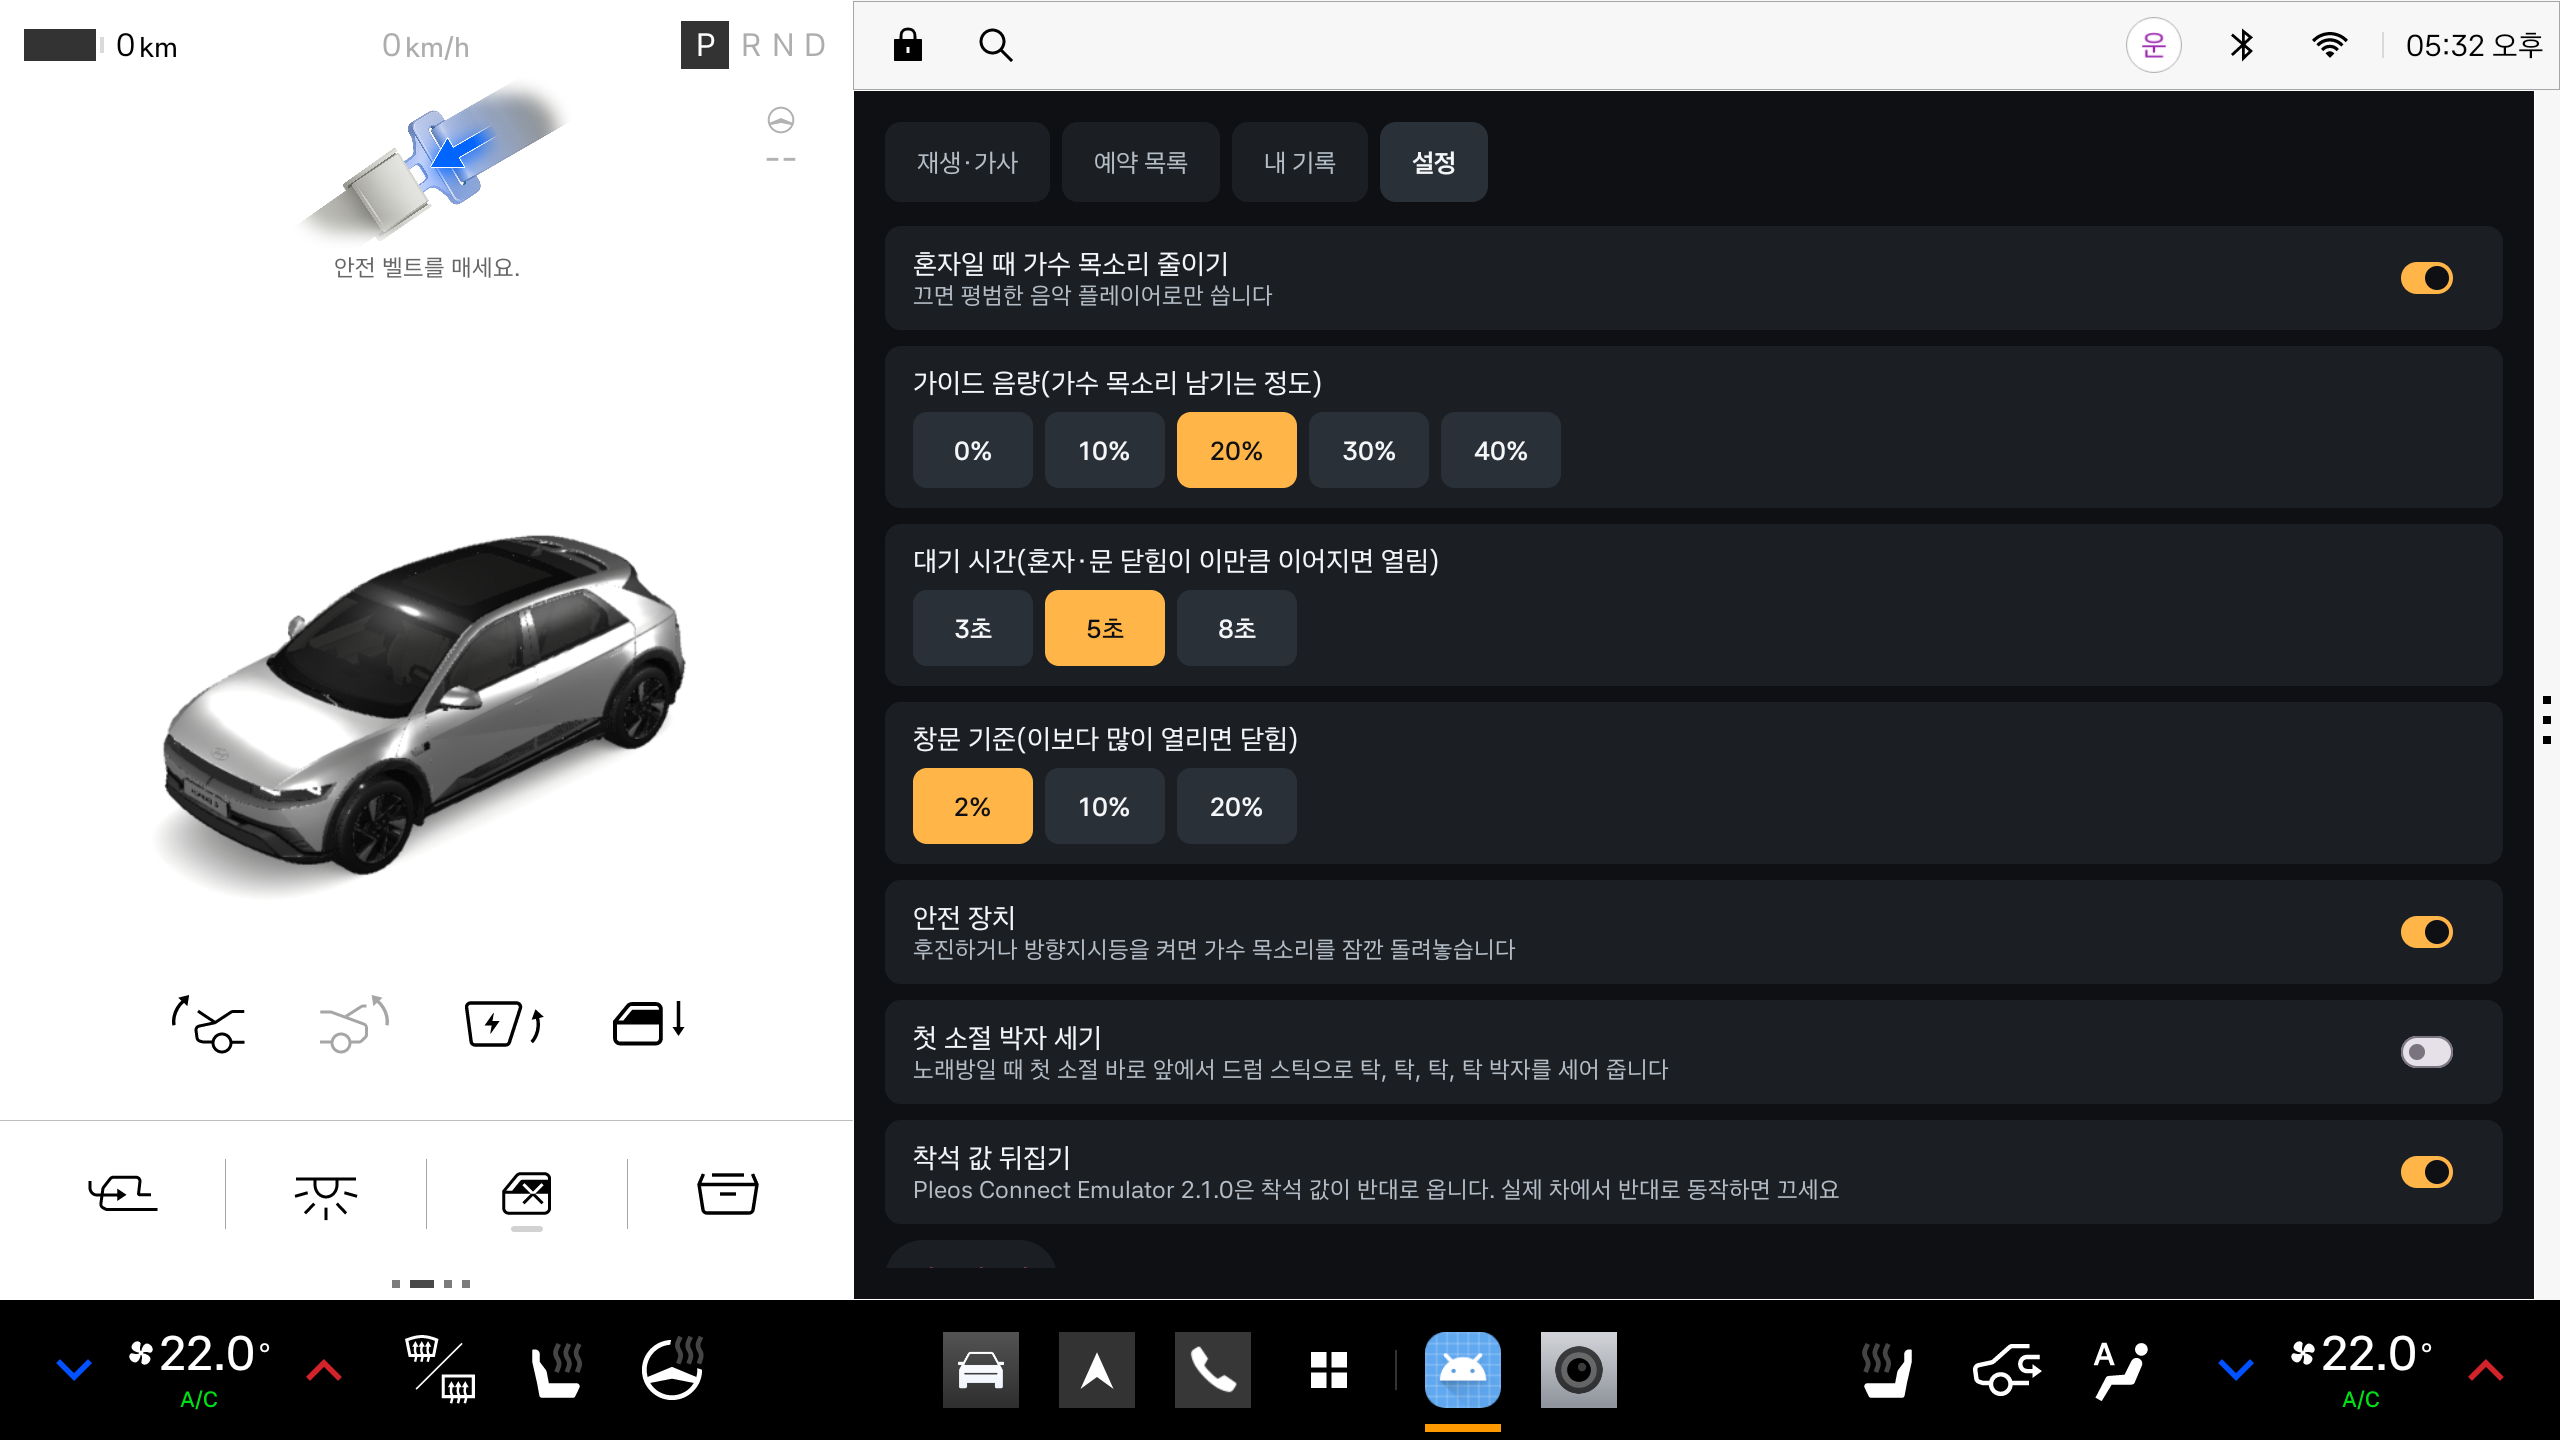 0 km
0 km/h
P R N D
운
05:32 오후
안전 벨트를 매세요.
재생·가사
예약 목록
내 기록
설정
혼자일 때 가수 목소리 줄이기
끄면 평범한 음악 플레이어로만 씁니다
가이드 음량(가수 목소리 남기는 정도)
0%
10%
20%
30%
40%
대기 시간(혼자·문 닫힘이 이만큼 이어지면 열림)
3초
5초
8초
창문 기준(이보다 많이 열리면 닫힘)
2%
10%
20%
안전 장치
후진하거나 방향지시등을 켜면 가수 목소리를 잠깐 돌려놓습니다
첫 소절 박자 세기
노래방일 때 첫 소절 바로 앞에서 드럼 스틱으로 탁, 탁, 탁, 탁 박자를 세어 줍니다
착석 값 뒤집기
Pleos Connect Emulator 2.1.0은 착석 값이 반대로 옵니다. 실제 차에서 반대로 동작하면 끄세요
22.0°
A/C
A
22.0°
A/C